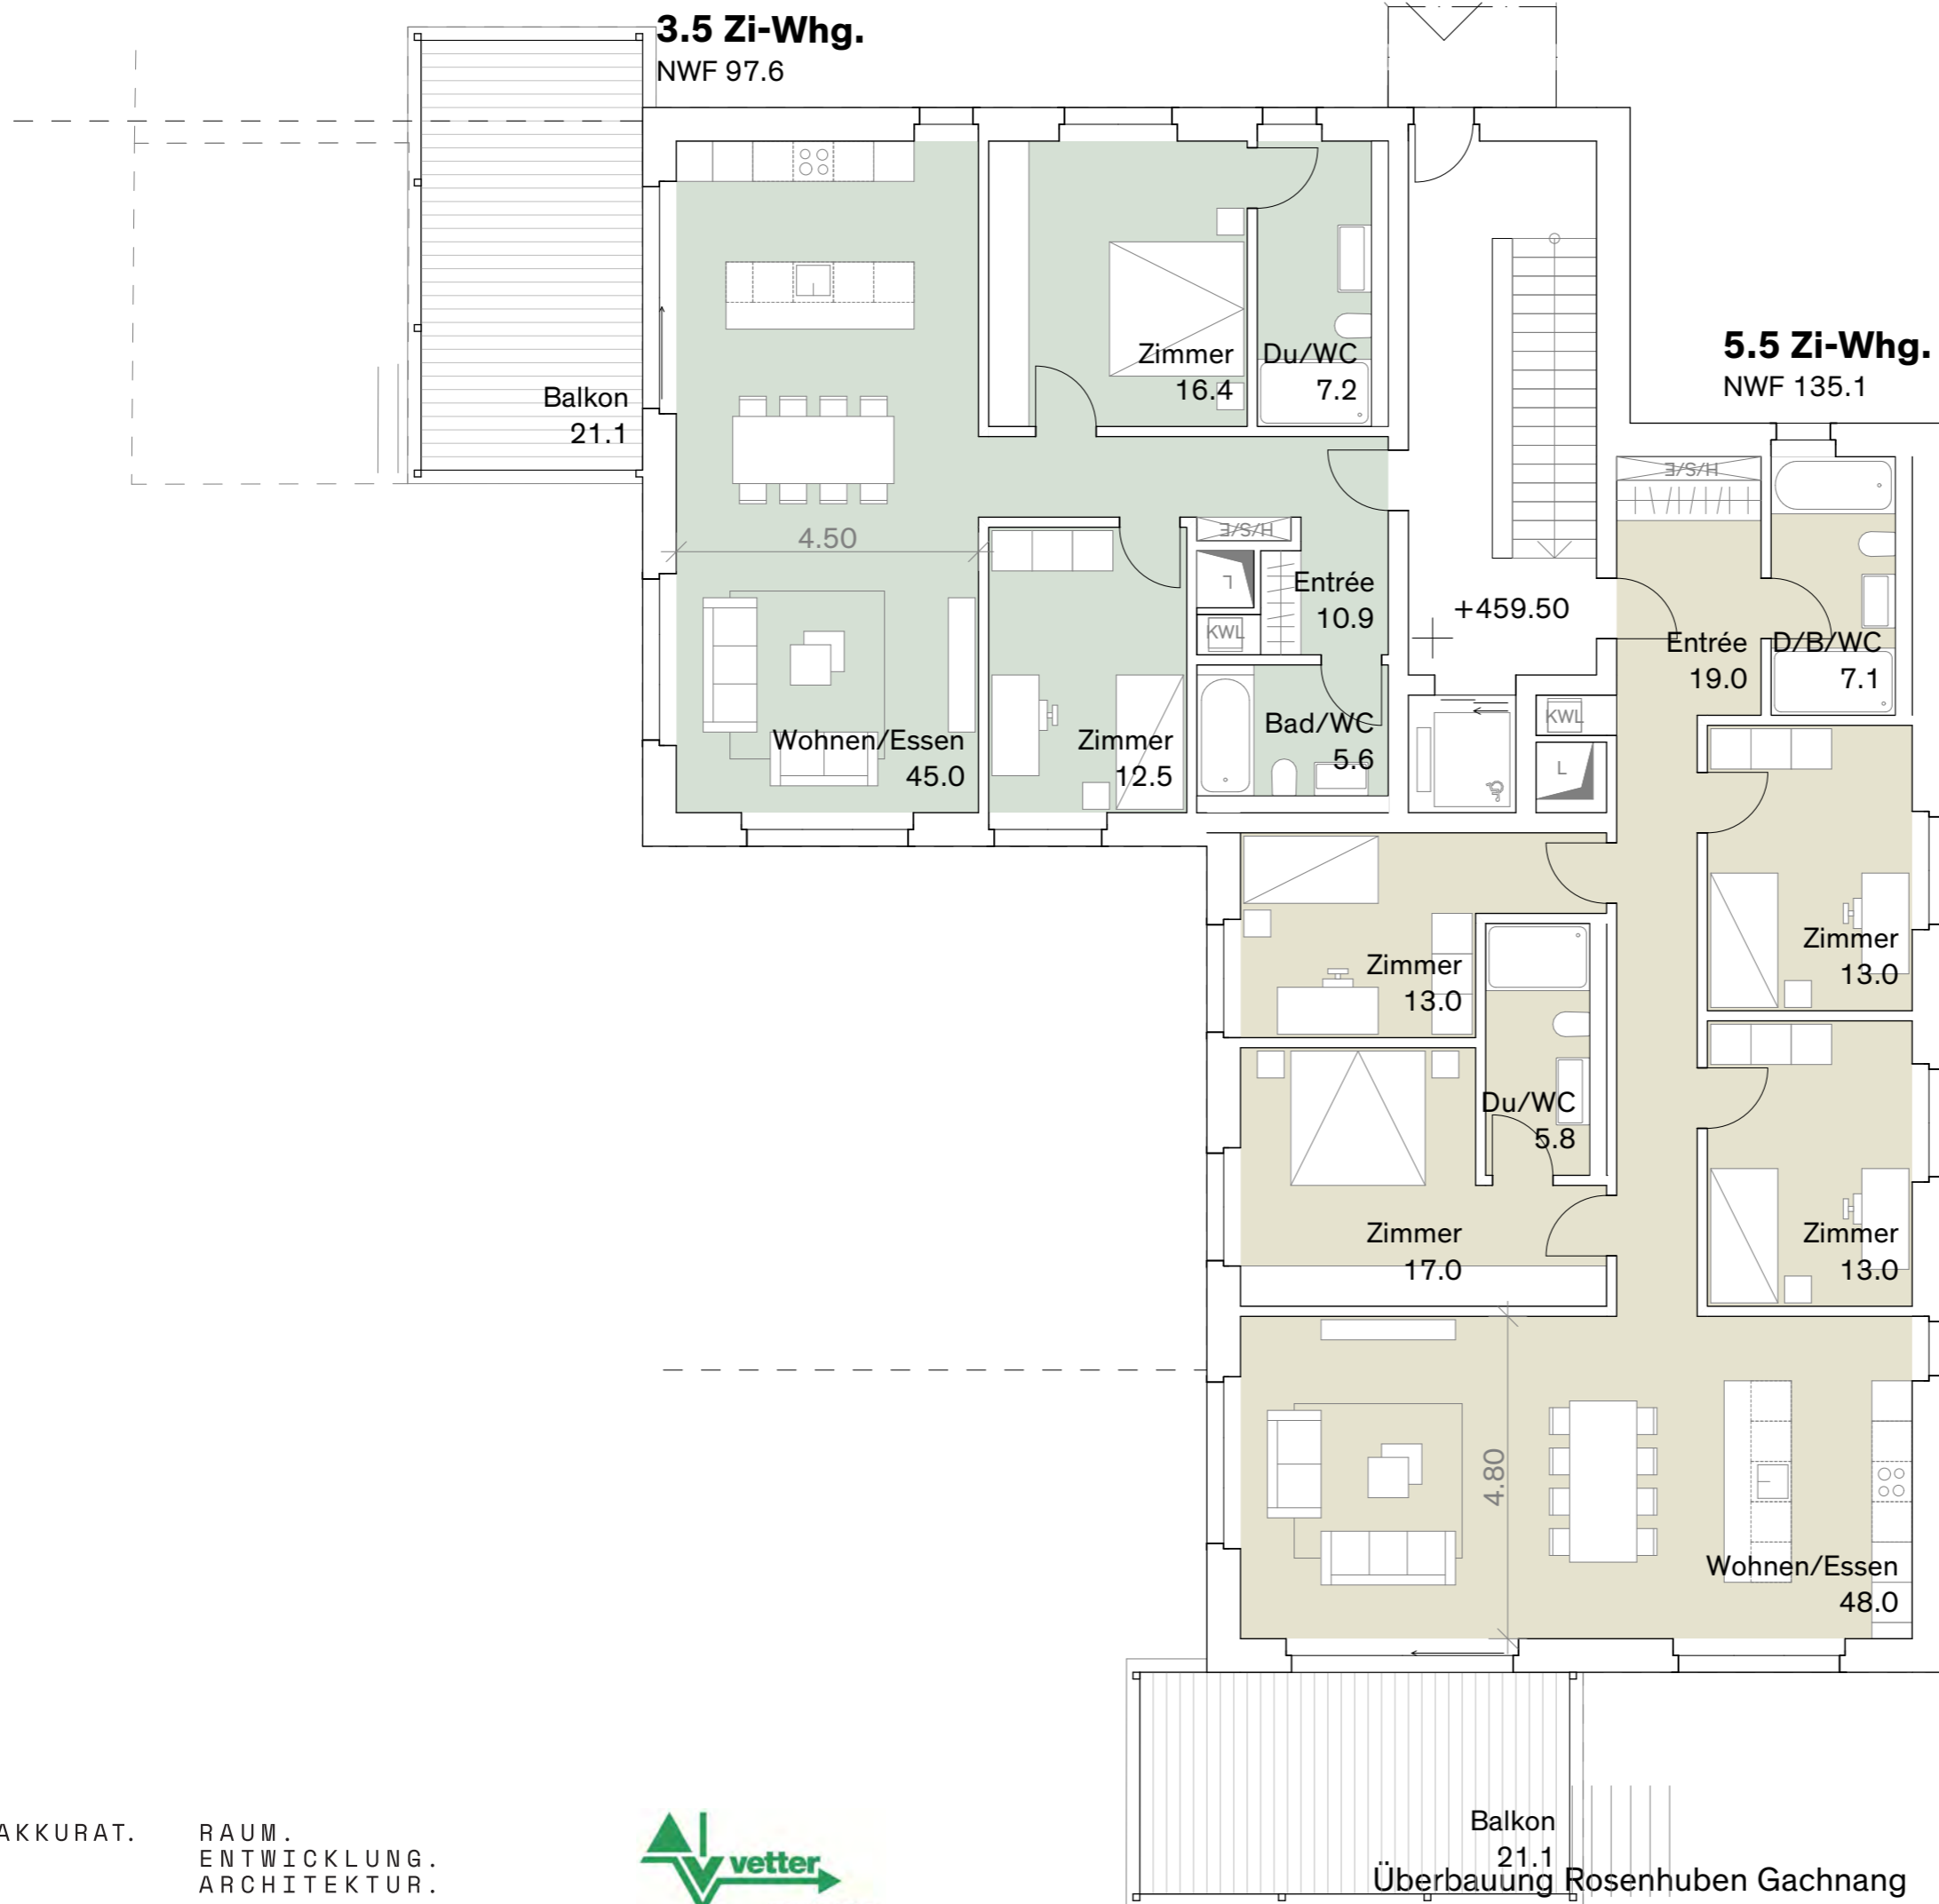 3.5 Zi-Whg.
NWF 97.6
5.5 Zi-Whg.
NWF 135.1
Balkon
21.1
Zimmer
16.4
Du/WC
7.2
4.50
H/S/E
L
KWL
Entrée
10.9
Wohnen/Essen
45.0
Zimmer
12.5
Bad/WC
5.6
+459.50
H/S/E
Entrée
19.0
D/B/WC
7.1
KWL
L
Zimmer
13.0
Zimmer
13.0
Du/WC
5.8
Zimmer
17.0
Zimmer
13.0
4.80
Wohnen/Essen
48.0
Balkon
21.1
AKKURAT.
RAUM.
ENTWICKLUNG.
ARCHITEKTUR.
vetter
Überbauung Rosenhuben Gachnang